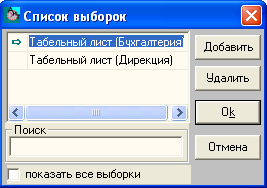 Список выборок
Табельный лист (Бухгалтерия
Табельный лист (Дирекция)
Добавить
Удалить
Ok
Поиск
Отмена
показать все выборки